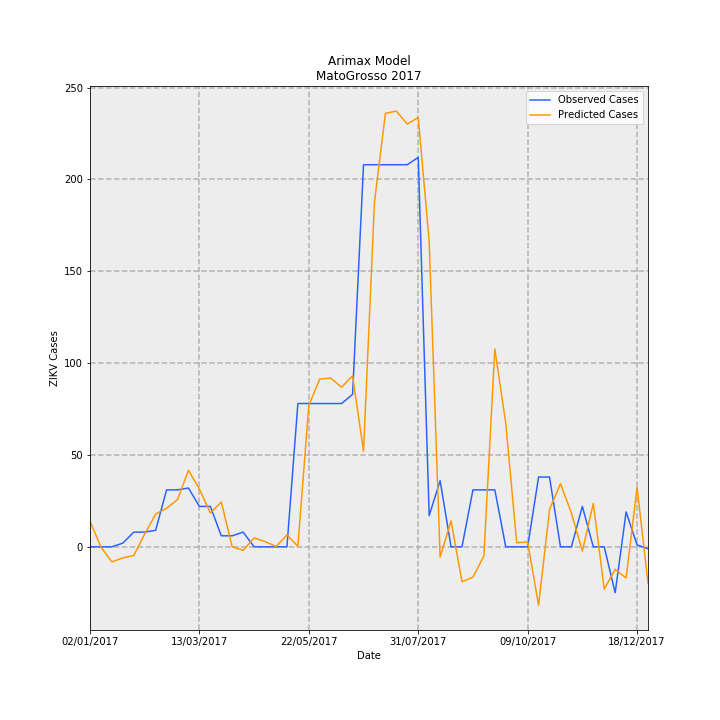 Arimax Model
MatoGrosso 2017
Observed Cases
Predicted Cases
250
200
150
100
50
0
ZIKV Cases
02/01/2017 13/03/2017 22/05/2017 31/07/2017 09/10/2017 18/12/2017
Date